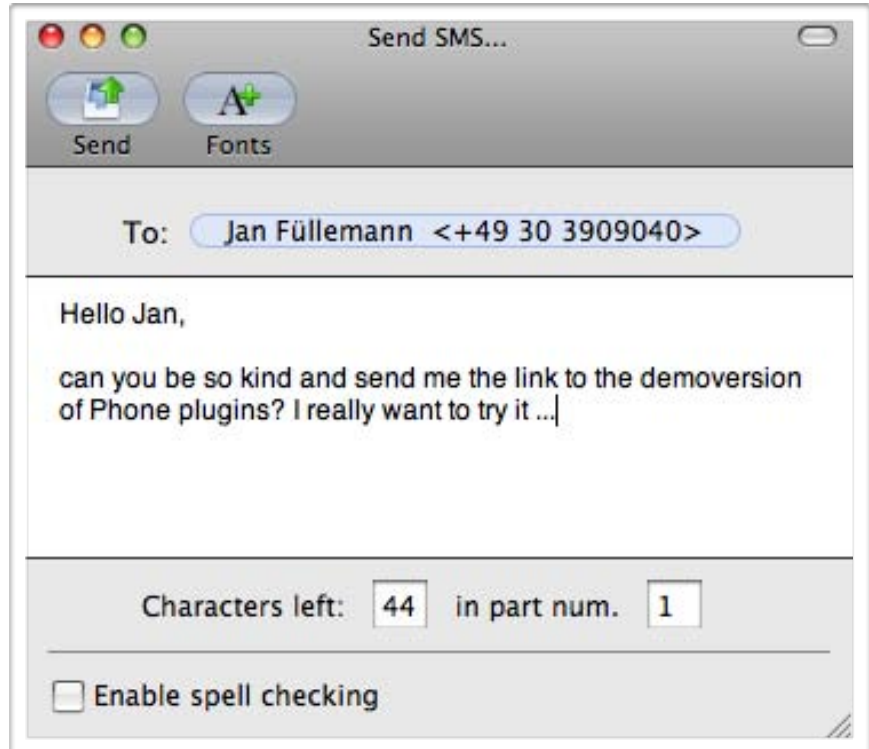 Send SMS...
Send Fonts
To: Jan Füllemann <+49 30 3909040>
Hello Jan,
can you be so kind and send me the link to the demoversion
of Phone plugins? I really want to try it ...
Characters left: 44 in part num. 1
Enable spell checking